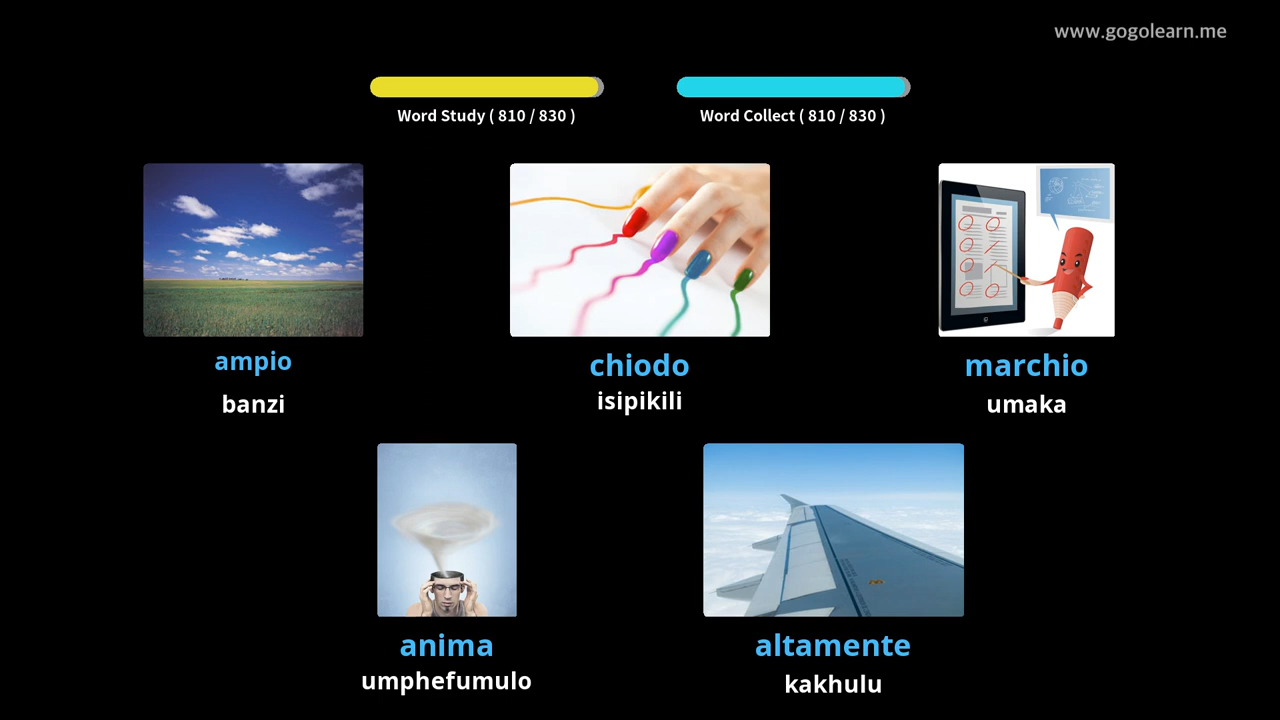 www.gogolearn.me
Word Study ( 810 / 830 )
Word Collect ( 810 / 830 )
ampio
banzi
chiodo
isipikili
marchio
umaka
anima
umphefumulo
altamente
kakhulu